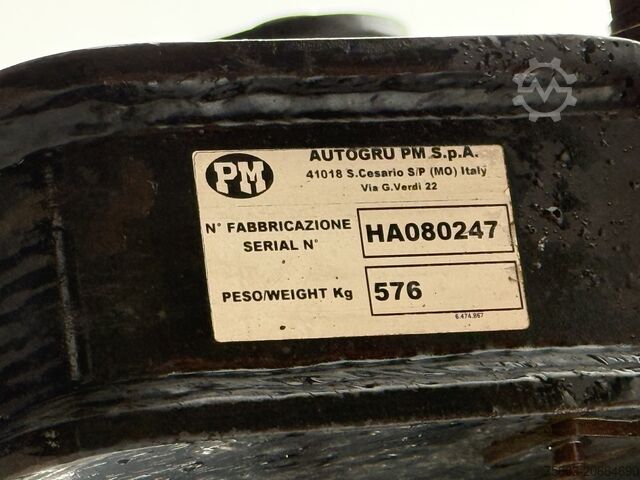 PM
AUTOGRU PM S.p.A.
41018 S.Cesario S/P (MO) Italy
Via G.Verdi 22
N° FABBRICAZIONE
SERIAL N°
HA080247
PESO/WEIGHT Kg
576
6.474.867